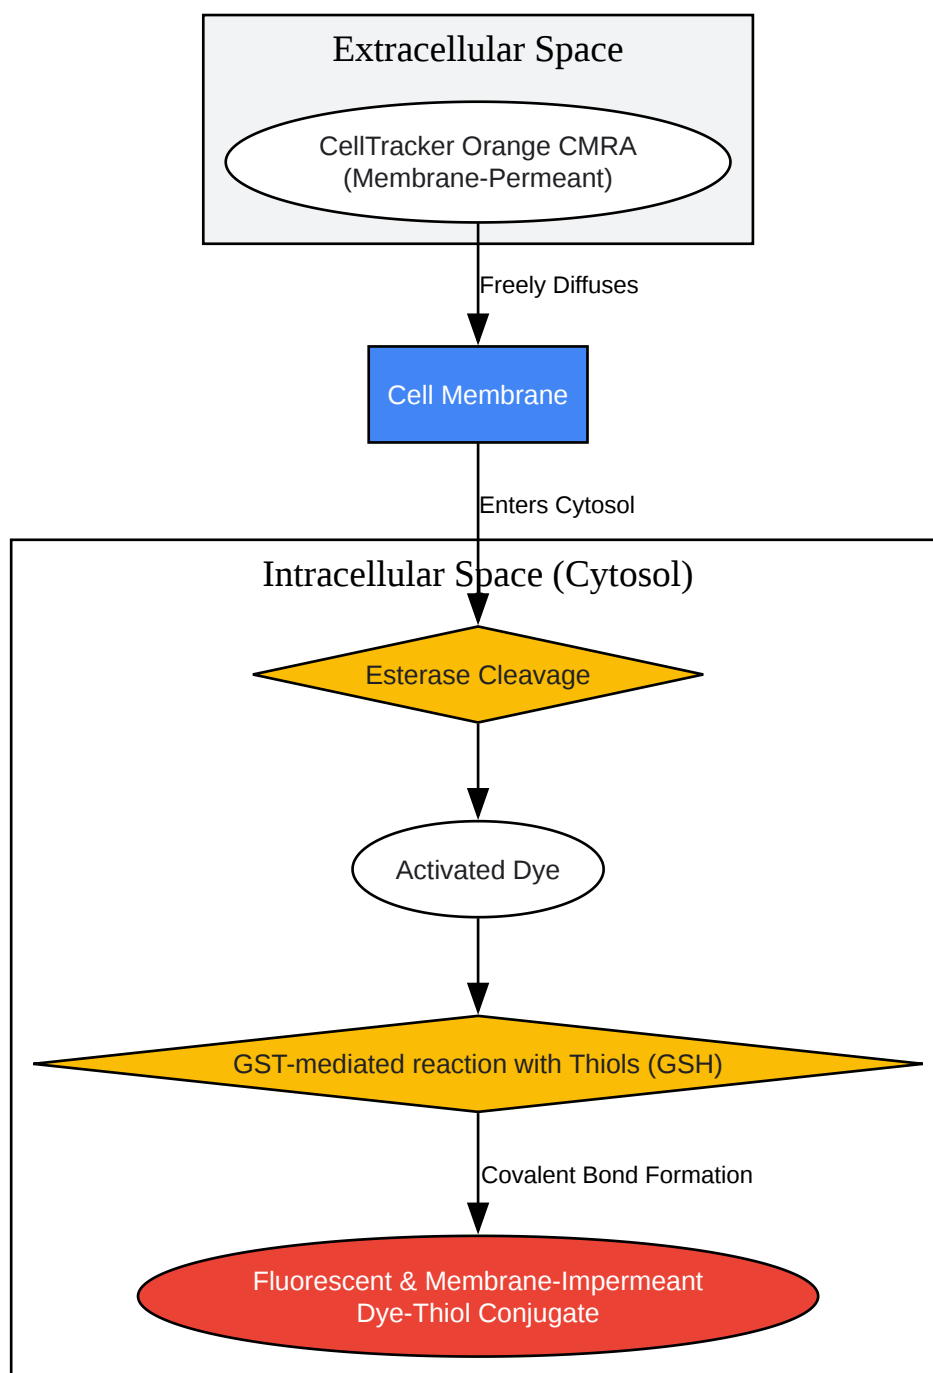 Extracellular Space
CellTracker Orange CMRA
(Membrane-Permeant)
Freely Diffuses
Cell Membrane
Enters Cytosol
Intracellular Space (Cytosol)
Esterase Cleavage
Activated Dye
GST-mediated reaction with Thiols (GSH)
Covalent Bond Formation
Fluorescent & Membrane-Impermeant
Dye-Thiol Conjugate